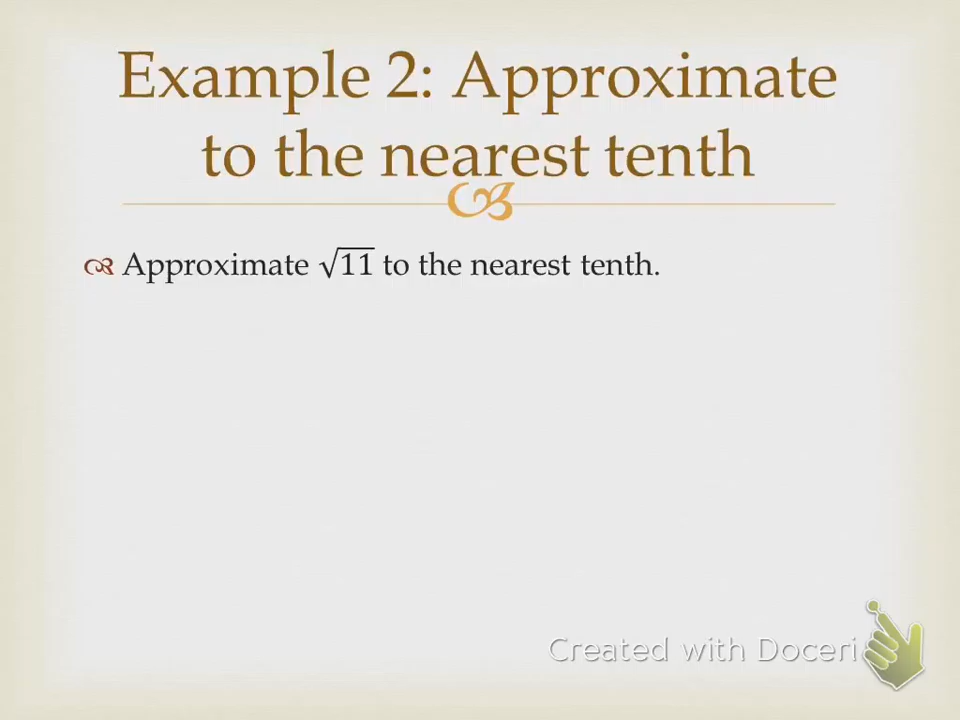 Example 2: Approximate
to the nearest tenth
Approximate √11 to the nearest tenth.
Created with Doceri